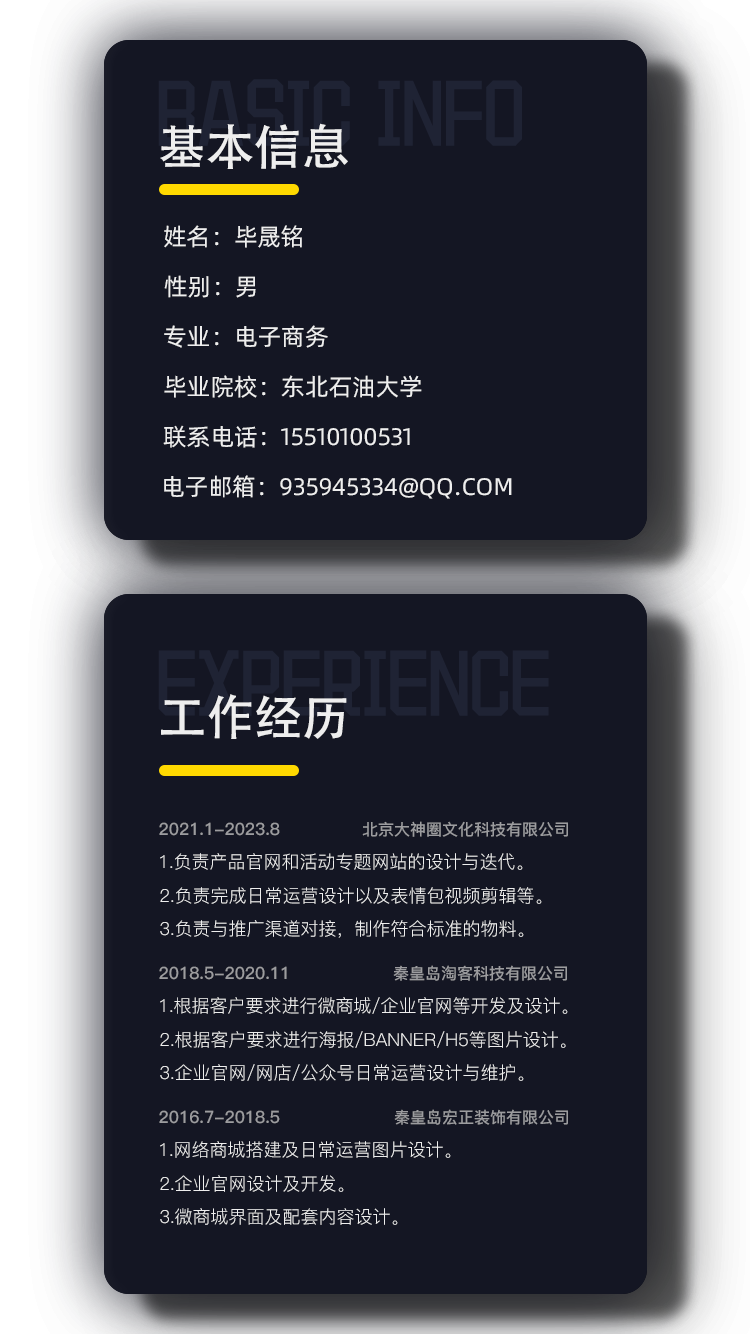 BASIC INFO
基本信息
姓名：毕晟铭
性别：男
专业：电子商务
毕业院校：东北石油大学
联系电话：15510100531
电子邮箱：935945334@QQ.COM
EXPERIENCE
工作经历
2021.1-2023.8 北京大神圈文化科技有限公司
1.负责产品官网和活动专题网站的设计与迭代。
2.负责完成日常运营设计以及表情包视频剪辑等。
3.负责与推广渠道对接，制作符合标准的物料。
2018.5-2020.11 秦皇岛淘客科技有限公司
1.根据客户要求进行微商城/企业官网等开发及设计。
2.根据客户要求进行海报/BANNER/H5等图片设计。
3.企业官网/网店/公众号日常运营设计与维护。
2016.7-2018.5 秦皇岛宏正装饰有限公司
1.网络商城搭建及日常运营图片设计。
2.企业官网设计及开发。
3.微商城界面及配套内容设计。